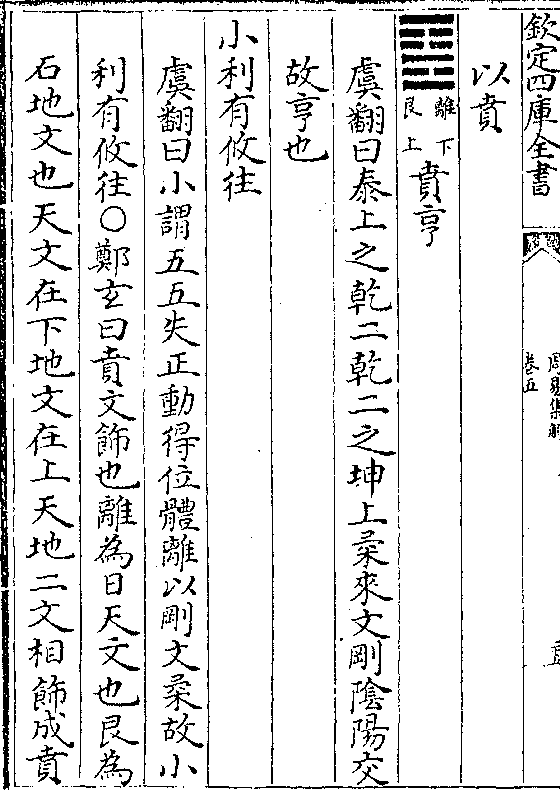 欽定四庫全書
周易集解
卷五
以賁
離下
艮上
賁亨
虞翻曰泰上之乾二乾二之坤上柔來文剛陰陽交
故亨也
小利有攸往
虞翻曰小謂五五失正動得位體離以剛文柔故小
利有攸往○鄭玄曰賁文飾也離為日天文也艮為
石地文也天文在下地文在上天地二文相飾成賁